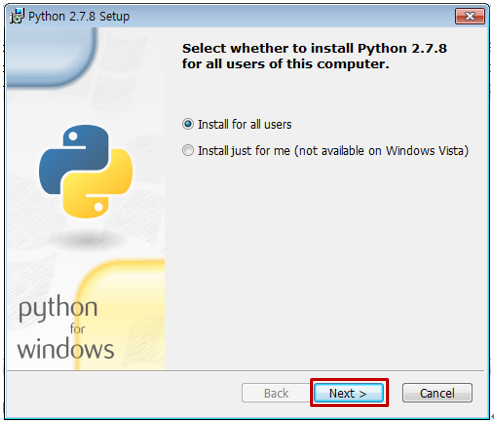 Python 2.7.8 Setup
Select whether to install Python 2.7.8
for all users of this computer.
Install for all users
Install just for me (not available on Windows Vista)
python
for
windows
Back
Next >
Cancel